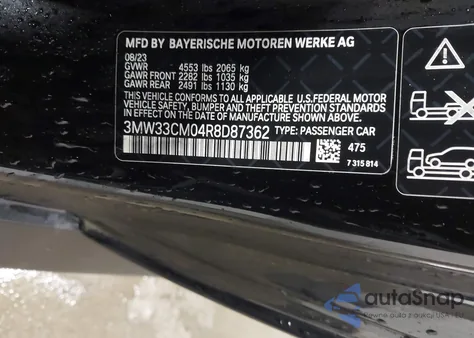 MFD BY BAYERISCHE MOTOREN WERKE AG
08/23
GVWR 4553 lbs 2065 kg
GAWR FRONT 2282 lbs 1035 kg
GAWR REAR 2491 lbs 1130 kg
THIS VEHICLE CONFORMS TO ALL APPLICABLE U.S.FEDERAL MOTOR
VEHICLE SAFETY, BUMPER, AND THEFT PREVENTION STANDARDS
IN EFFECT ON THE DATE OF MANUFACTURE SHOWN ABOVE.
3MW33CM04R8D87362 TYPE: PASSENGER CAR
475
7 315 814
autoSnap